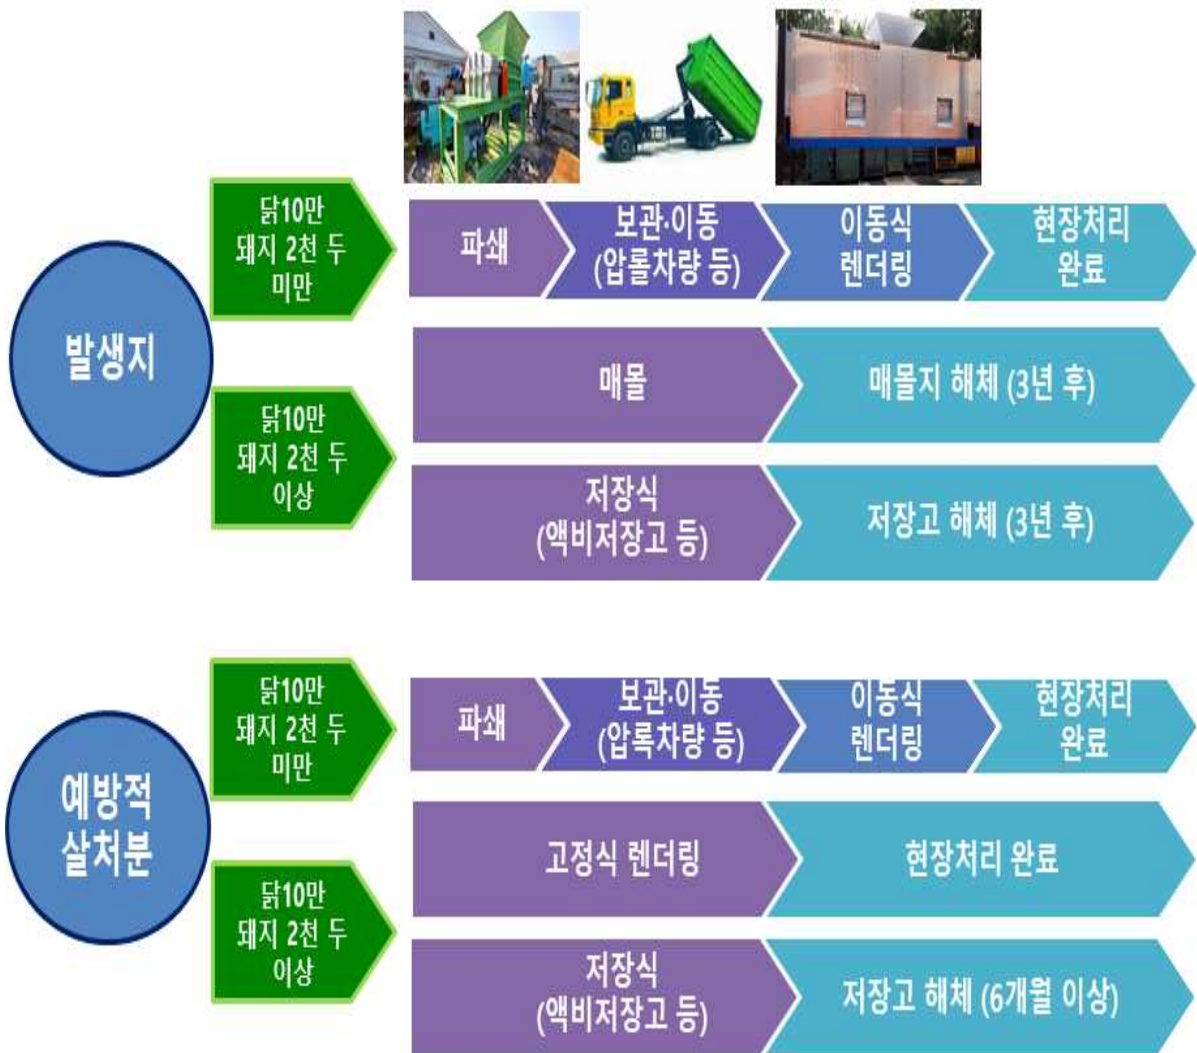 발생지
닭10만
돼지 2천 두
미만
파쇄
보관·이동
(압롤차량 등)
이동식
렌더링
현장처리
완료
매몰
매몰지 해체 (3년 후)
닭10만
돼지 2천 두
이상
저장식
(액비저장고 등)
저장고 해체 (3년 후)
예방적
살처분
닭10만
돼지 2천 두
미만
파쇄
보관·이동
(압록차량 등)
이동식
렌더링
현장처리
완료
고정식 렌더링
현장처리 완료
닭10만
돼지 2천 두
이상
저장식
(액비저장고 등)
저장고 해체 (6개월 이상)